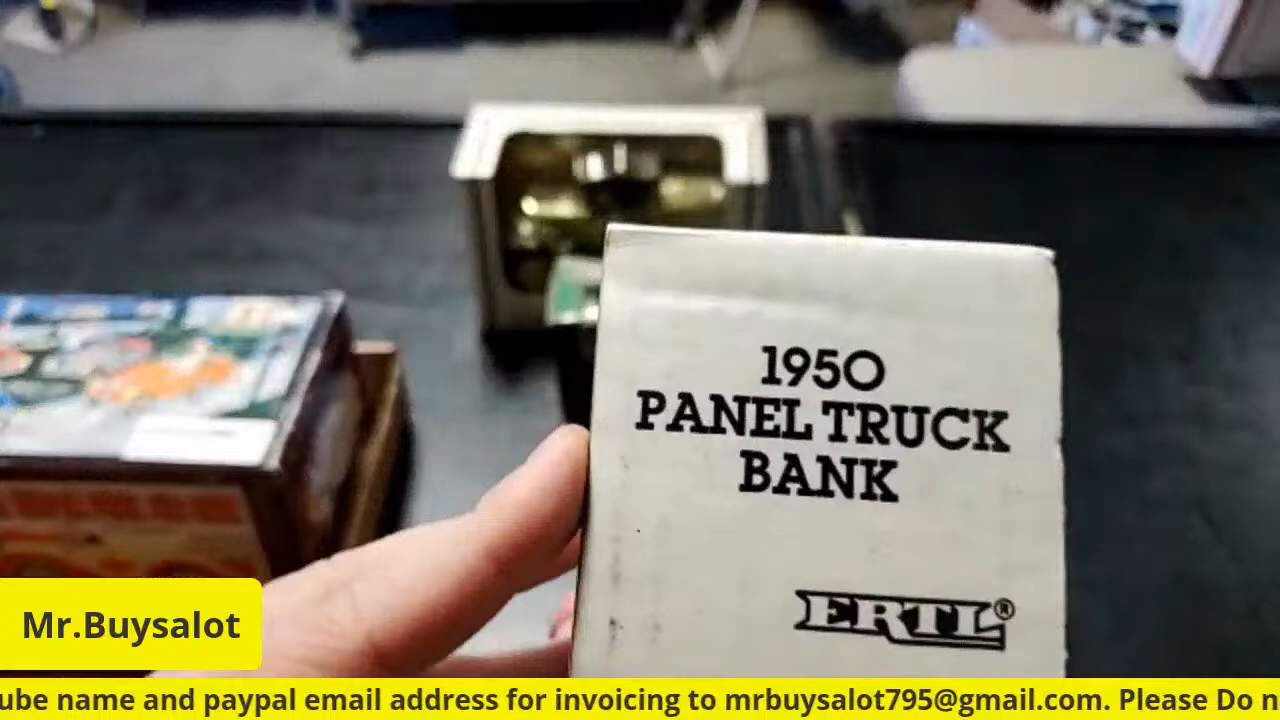 1950
PANEL TRUCK
BANK
ERTL®
Mr.Buysalot
ube name and paypal email address for invoicing to mrbuysalot795@gmail.com. Please Do n